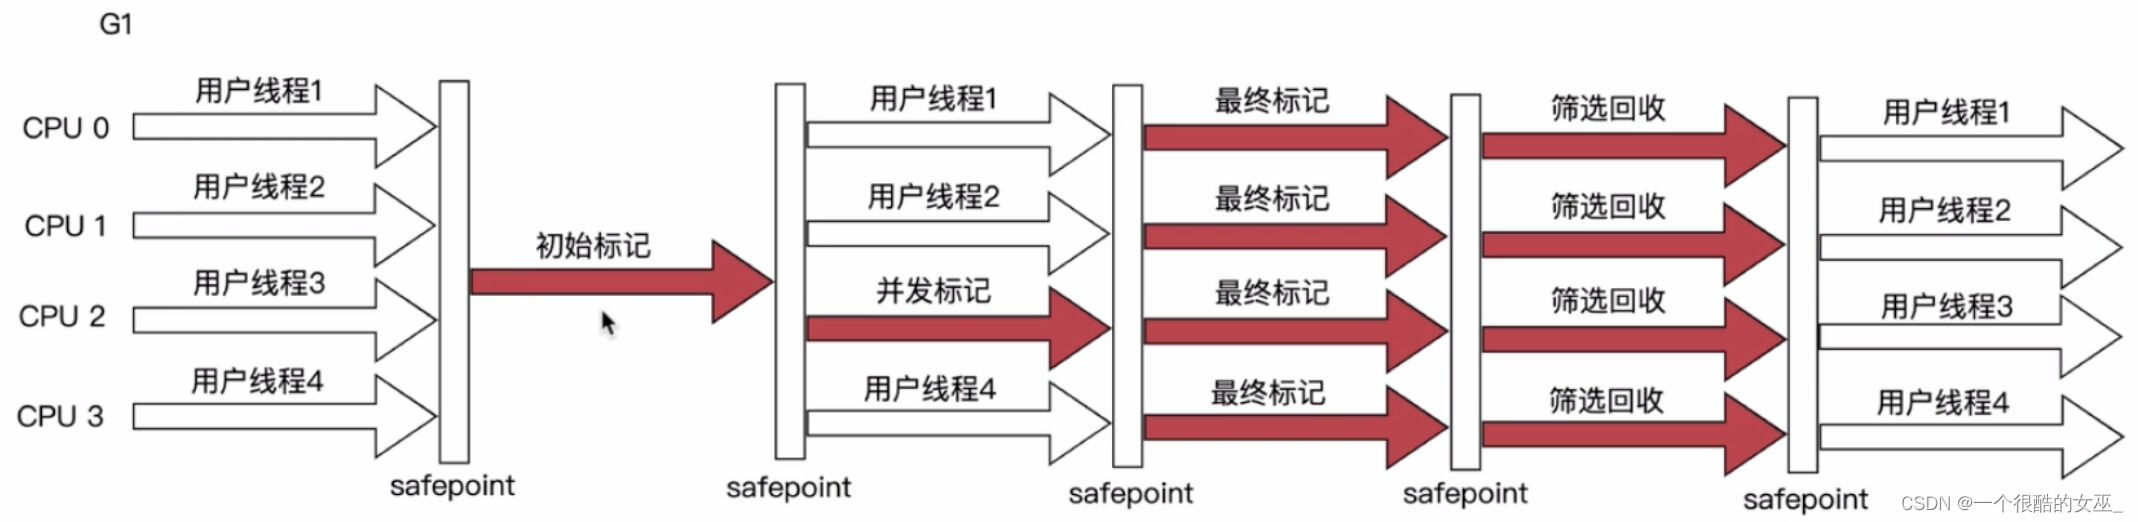 G1
CPU 0
用户线程1
CPU 1
用户线程2
CPU 2
用户线程3
CPU 3
用户线程4
safepoint
初始标记
safepoint
用户线程1
用户线程2
并发标记
用户线程4
safepoint
最终标记
最终标记
最终标记
最终标记
safepoint
筛选回收
筛选回收
筛选回收
筛选回收
safepoint
用户线程1
用户线程2
用户线程3
用户线程4
CSDN @一个很酷的女巫_